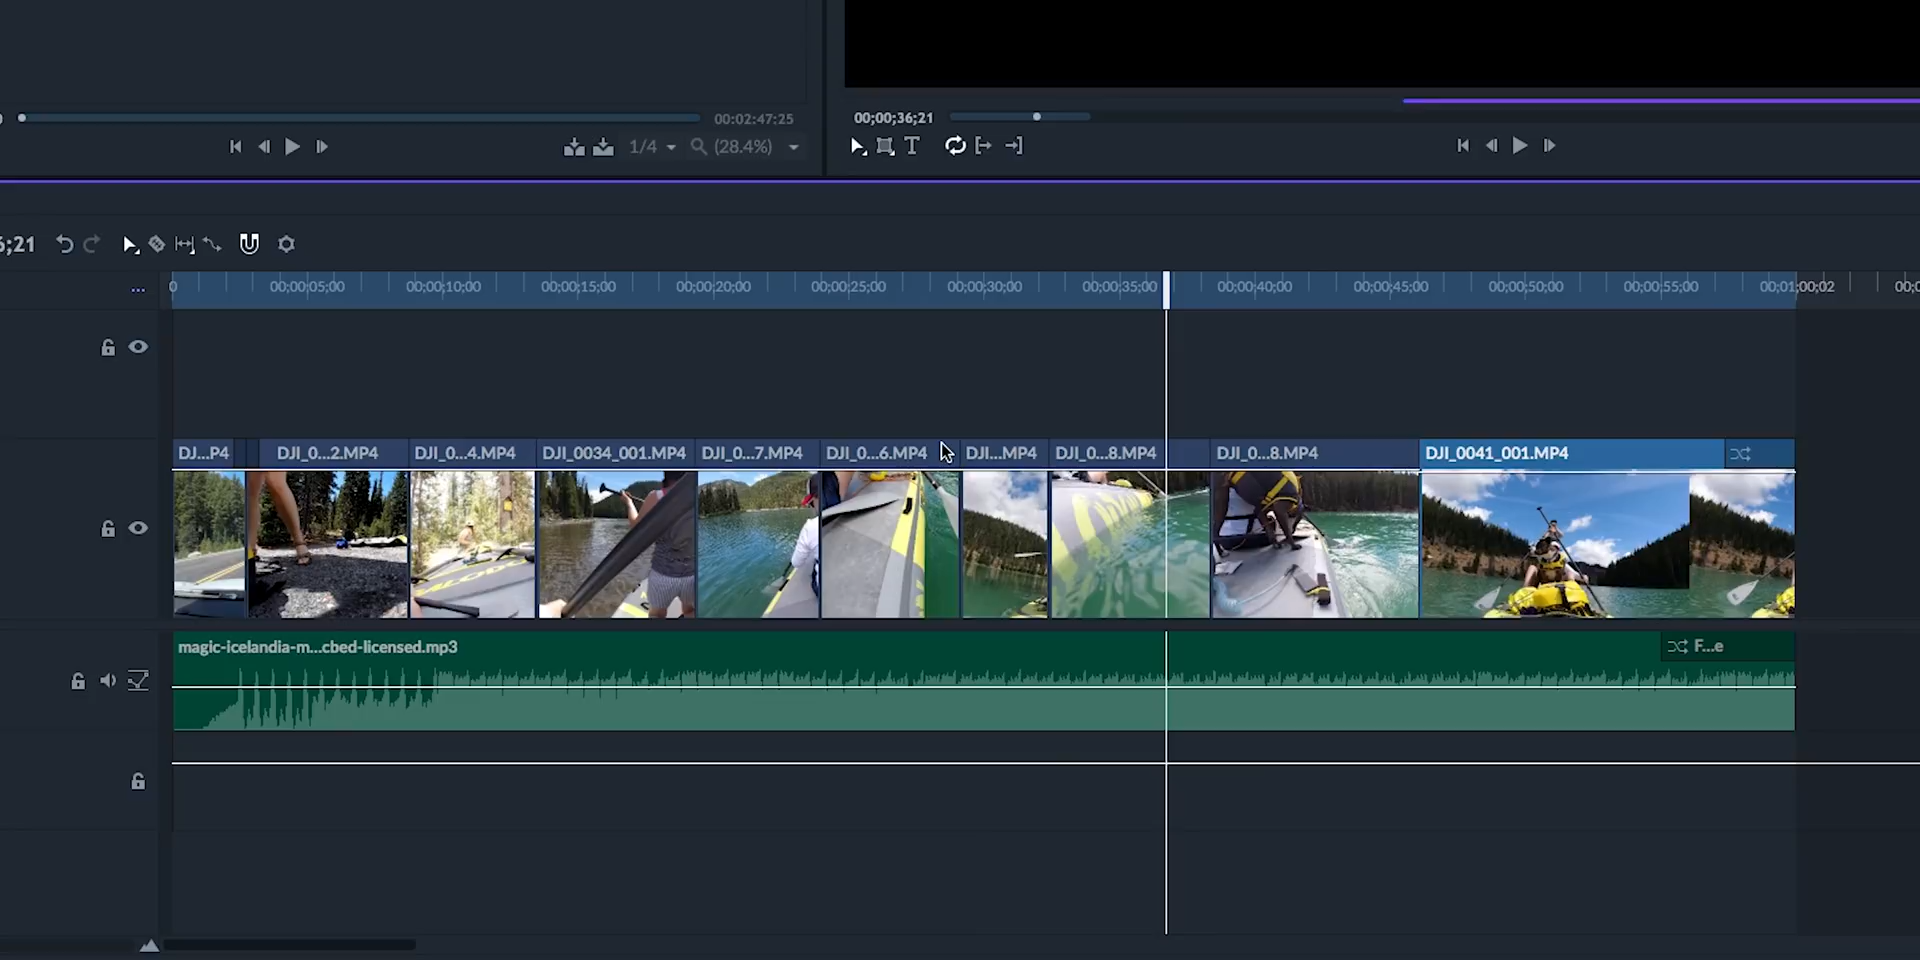 00:02:47:25
1/4 (28.4%)
00;00;36;21
T
6;21
0 00;00;05;00 00;00;10;00 00;00;15;00 00;00;20;00 00;00;25;00 00;00;30;00 00;00;35;00 00;00;40;00 00;00;45;00 00;00;50;00 00;00;55;00 00;01;00;02 00;0
DJ...P4 DJI_0...2.MP4 DJI_0...4.MP4 DJI_0034_001.MP4 DJI_0...7.MP4 DJI_0...6.MP4 DJI...MP4 DJI_0...8.MP4 DJI_0...8.MP4 DJI_0041_001.MP4
magic-icelandia-m...cbed-licensed.mp3 F...e